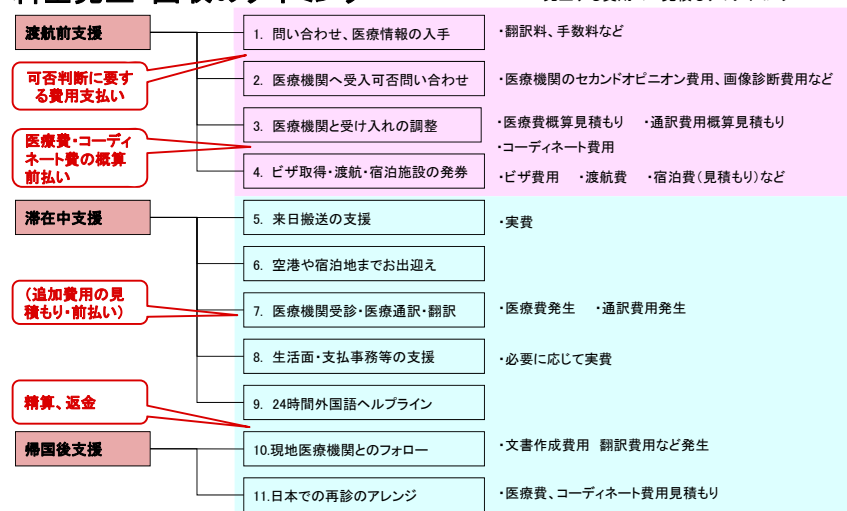 渡航前支援
1. 問い合わせ、医療情報の入手
・翻訳料、手数料など
可否判断に要す
る費用支払い
2. 医療機関へ受入可否問い合わせ
・医療機関のセカンドオピニオン費用、画像診断費用など
3. 医療機関と受け入れの調整
・医療費概算見積もり ・通訳費用概算見積もり
・コーディネート費用
医療費・コーディ
ネート費の概算
前払い
4. ビザ取得・渡航・宿泊施設の発券
・ビザ費用 ・渡航費 ・宿泊費(見積もり)など
滞在中支援
5. 来日搬送の支援
・実費
6. 空港や宿泊地までお出迎え
(追加費用の見
積もり・前払い)
7. 医療機関受診・医療通訳・翻訳
・医療費発生 ・通訳費用発生
8. 生活面・支払事務等の支援
・必要に応じて実費
精算、返金
9. 24時間外国語ヘルプライン
帰国後支援
10.現地医療機関とのフォロー
・文書作成費用 翻訳費用など発生
11.日本での再診のアレンジ
・医療費、コーディネート費用見積もり